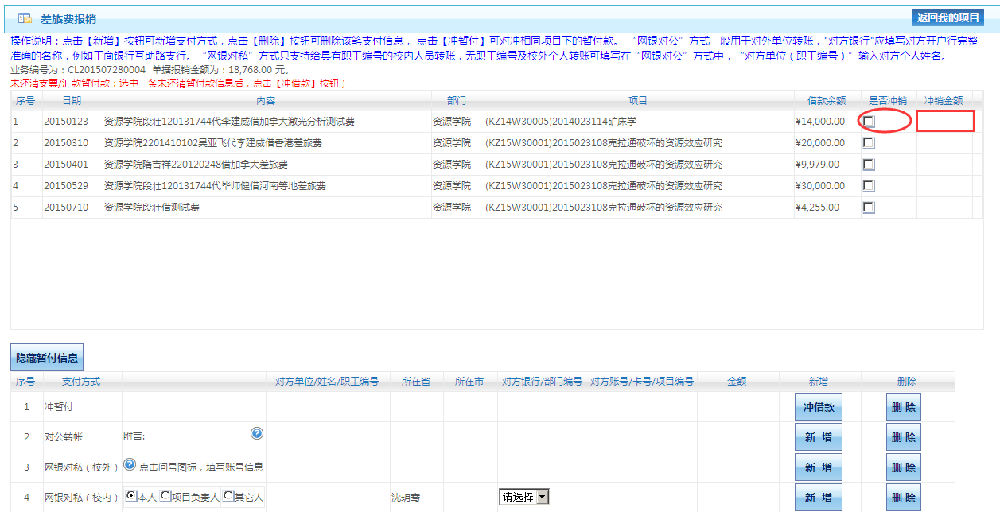 差旅费报销
返回我的项目
操作说明：点击【新增】按钮可新增支付方式，点击【删除】按钮可删除该笔支付信息， 点击【冲暂付】可对冲相同项目下的暂付款。 “网银对公”方式一般用于对外单位转账，"对方银行"应填写对方开户行完整
准确的名称，例如工商银行互助路支行。“网银对私”方式只支持给具有职工编号的校内人员转账，无职工编号及校外个人转账可填写在“网银对公”方式中，“对方单位（职工编号）”输入对方个人姓名。
业务编号为：CL201507280004 单据报销金额为：18,768.00 元。
未还清支票/汇款暂付款：选中一条未还清暂付款信息后，点击【冲借款】按钮）
序号 日期 内容 部门 项目 借款余额 是否冲销 冲销金额
1 20150123 资源学院段壮120131744代李建威借加拿大激光分析测试费 资源学院 (KZ14W30005)2014023114矿床学 ¥14,000.00
2 20150310 资源学院2201410102吴亚飞代李建威借香港差旅费 资源学院 (KZ15W30001)2015023108克拉通破坏的资源效应研究 ¥20,000.00
3 20150401 资源学院隋吉祥220120248借加拿大差旅费 资源学院 (KZ15W30001)2015023108克拉通破坏的资源效应研究 ¥9,979.00
4 20150529 资源学院段壮120131744代毕师健借河南等地差旅费 资源学院 (KZ15W30001)2015023108克拉通破坏的资源效应研究 ¥30,000.00
5 20150710 资源学院段壮借测试费 资源学院 (KZ15W30001)2015023108克拉通破坏的资源效应研究 ¥4,255.00
隐藏暂付信息
序号 支付方式 对方单位/姓名/职工编号 所在省 所在市 对方银行/部门编号 对方账号/卡号/项目编号 金额 新增 删除
1 冲暂付 冲借款 删 除
2 对公转帐 附言: 新 增 删 除
3 网银对私（校外） 点击问号图标，填写账号信息 新 增 删 除
4 网银对私（校内） 本人 项目负责人 其它人 沈玥骞 请选择 新 增 删 除